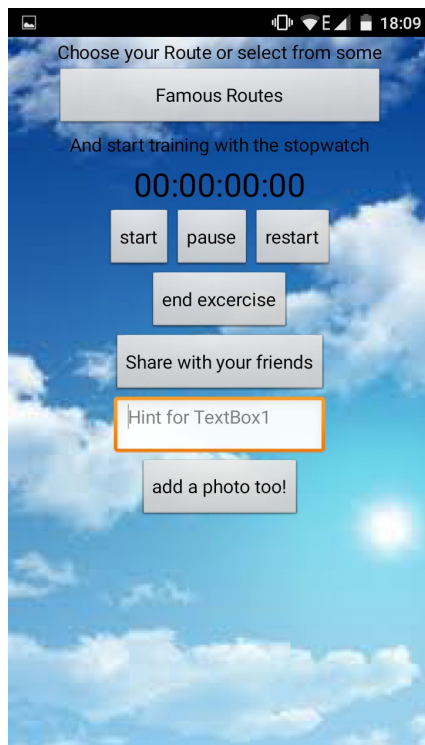 E 18:09
Choose your Route or select from some
Famous Routes
And start training with the stopwatch
00:00:00:00
start pause restart
end excercise
Share with your friends
Hint for TextBox1
add a photo too!